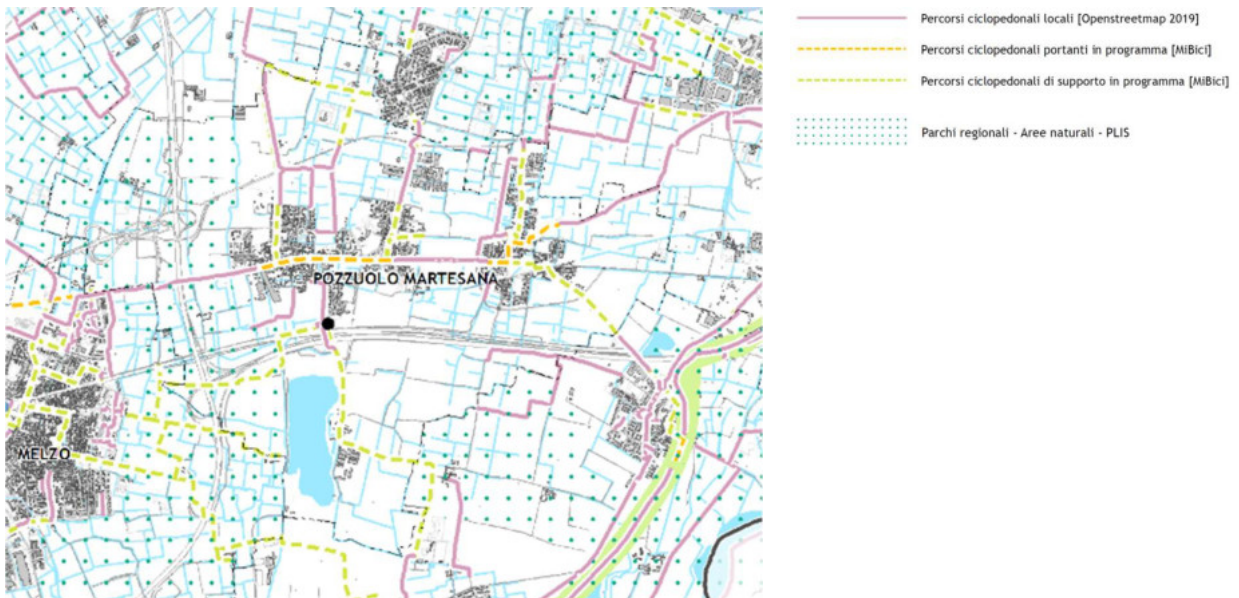 Percorsi ciclopedonali locali [Openstreetmap 2019]
Percorsi ciclopedonali portanti in programma [MiBici]
Percorsi ciclopedonali di supporto in programma [MiBici]
Parchi regionali - Aree naturali - PLIS
POZZUOLO MARTESANA
MELZO